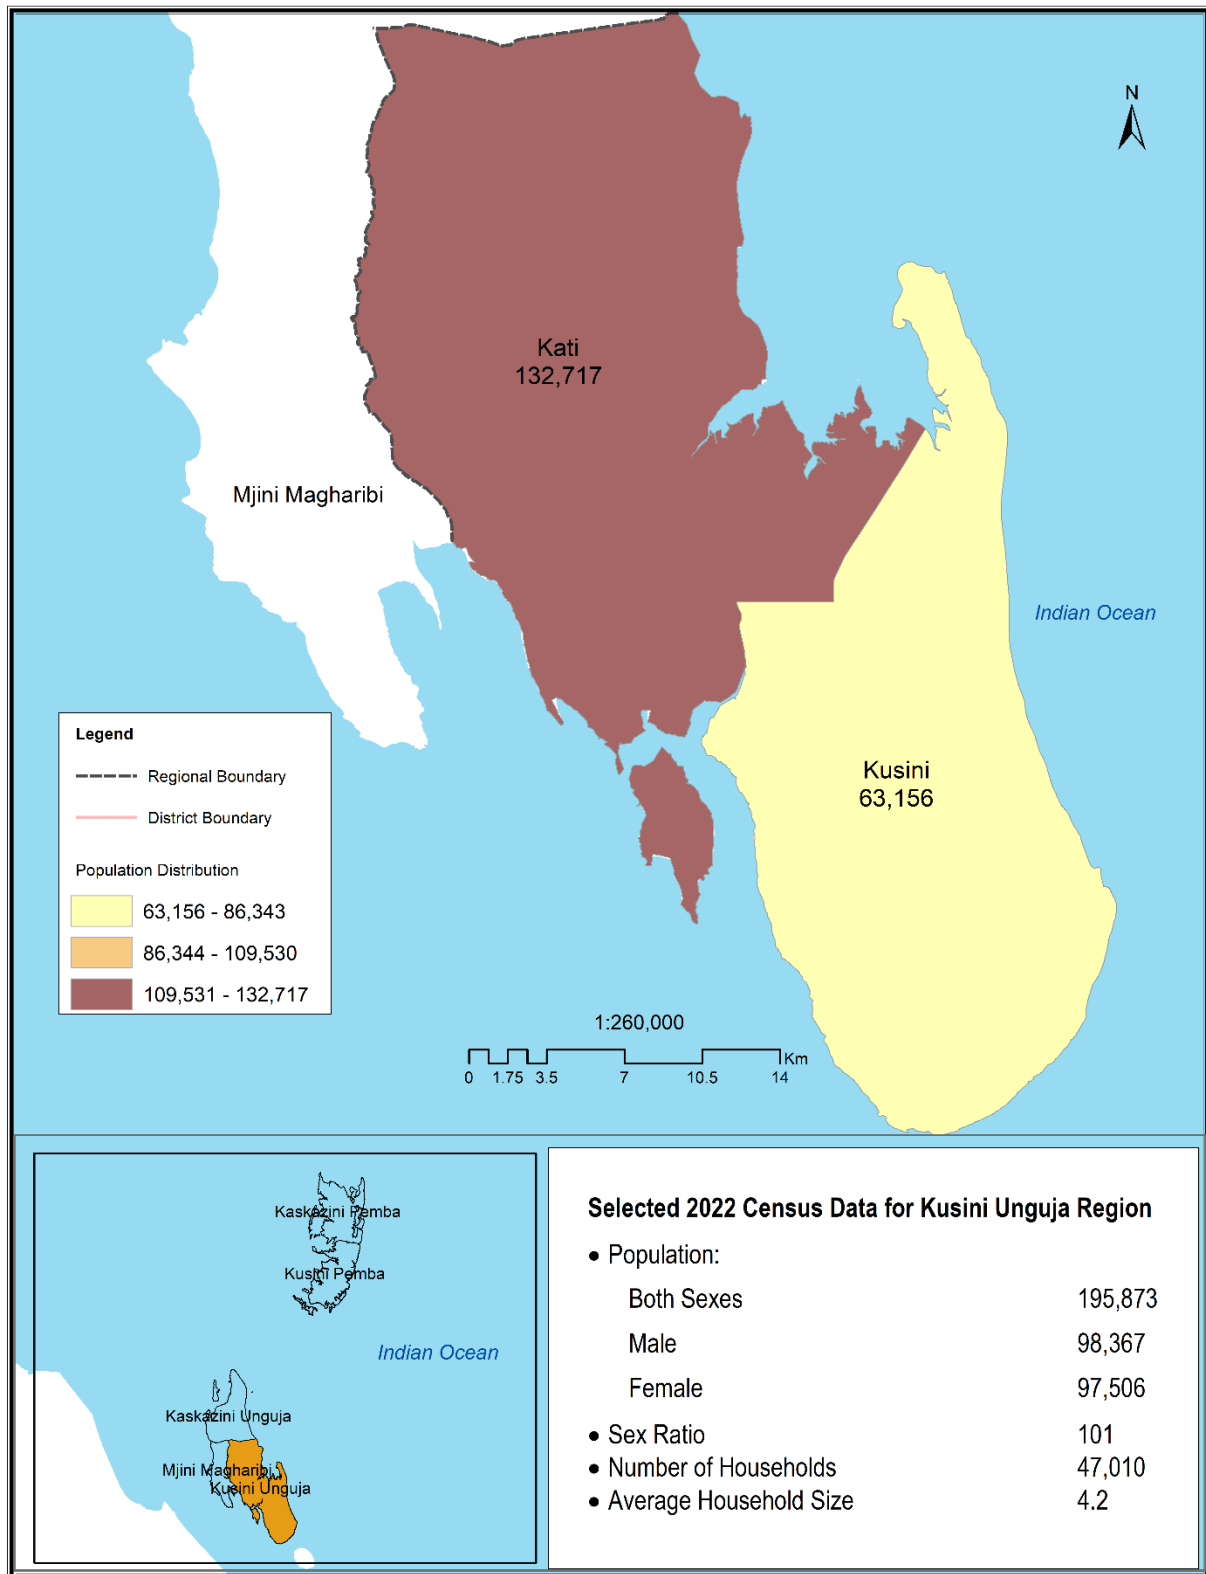 N
Kati
132,717
Mjini Magharibi
Indian Ocean
Kusini
63,156
Legend
Regional Boundary
District Boundary
Population Distribution
63,156 - 86,343
86,344 - 109,530
109,531 - 132,717
1:260,000
Km
0 1.75 3.5 7 10.5 14
Kaskazini Pemba
Kusini Pemba
Indian Ocean
Kaskazini Unguja
Mjini Magharibi
Kusini Unguja
Selected 2022 Census Data for Kusini Unguja Region
• Population:
Both Sexes 195,873
Male 98,367
Female 97,506
• Sex Ratio 101
• Number of Households 47,010
• Average Household Size 4.2